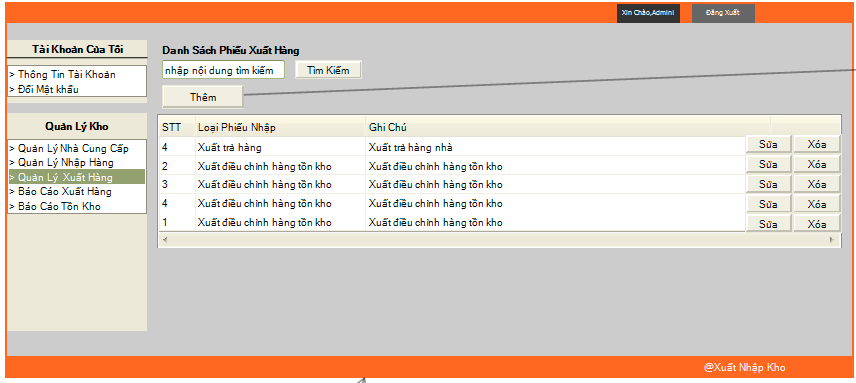 Xin Chào,Admin! Đăng Xuất
Tài Khoản Của Tôi
> Thông Tin Tài Khoản
> Đổi Mật khẩu
Quản Lý Kho
> Quản Lý Nhà Cung Cấp
> Quản Lý Nhập Hàng
> Quản Lý Xuất Hàng
> Báo Cáo Xuất Hàng
> Báo Cáo Tồn Kho
Danh Sách Phiếu Xuất Hàng
nhập nội dung tìm kiếm Tìm Kiếm
Thêm
STT Loại Phiếu Nhập Ghi Chú
4 Xuất trả hàng Xuất trả hàng nhà Sửa Xóa
2 Xuất điều chỉnh hàng tồn kho Xuất điều chỉnh hàng tồn kho Sửa Xóa
3 Xuất điều chỉnh hàng tồn kho Xuất điều chỉnh hàng tồn kho Sửa Xóa
4 Xuất điều chỉnh hàng tồn kho Xuất điều chỉnh hàng tồn kho Sửa Xóa
1 Xuất điều chỉnh hàng tồn kho Xuất điều chỉnh hàng tồn kho Sửa Xóa
@Xuất Nhập Kho